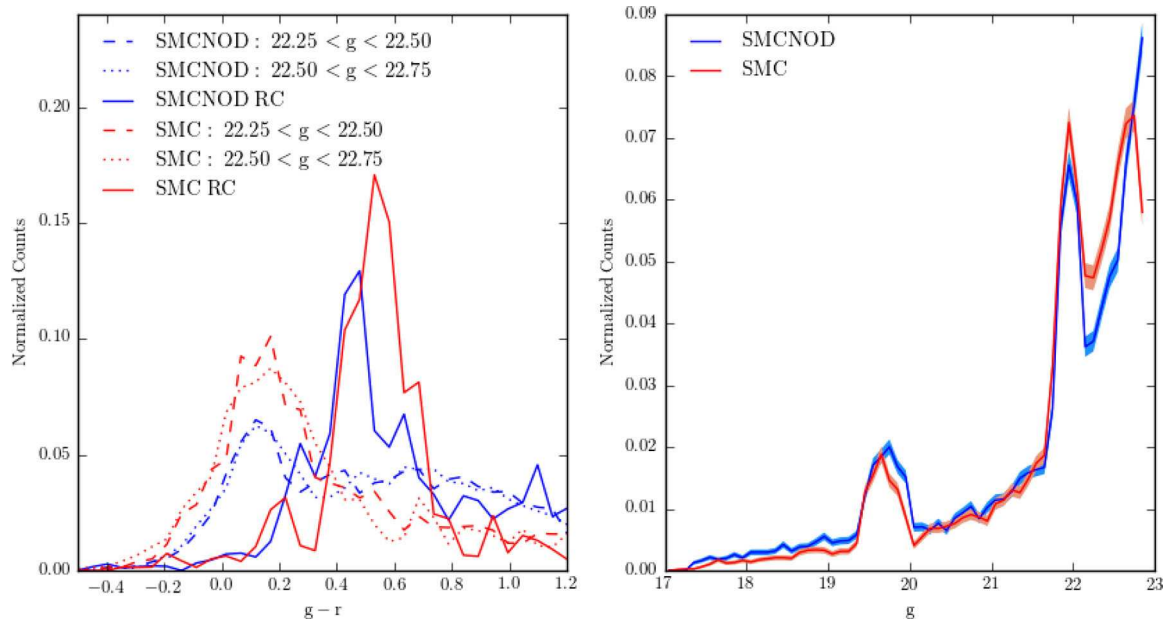 SMCNOD : 22.25 < g < 22.50
SMCNOD : 22.50 < g < 22.75
SMCNOD RC
SMC : 22.25 < g < 22.50
SMC : 22.50 < g < 22.75
SMC RC
Normalized Counts
0.20
0.15
0.10
0.05
0.00
−0.4 −0.2 0.0 0.2 0.4 0.6 0.8 1.0 1.2
g − r
SMCNOD
SMC
Normalized Counts
0.09
0.08
0.07
0.06
0.05
0.04
0.03
0.02
0.01
0.00
17 18 19 20 21 22 23
g